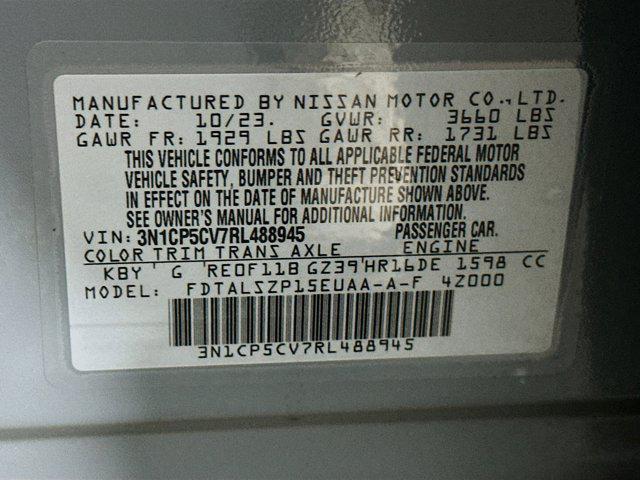 MANUFACTURED BY NISSAN MOTOR CO., LTD.
DATE: 10/23. GVWR: 3660 LBS
GAWR FR: 1929 LBS GAWR RR: 1731 LBS
THIS VEHICLE CONFORMS TO ALL APPLICABLE FEDERAL MOTOR
VEHICLE SAFETY, BUMPER AND THEFT PREVENTION STANDARDS
IN EFFECT ON THE DATE OF MANUFACTURE SHOWN ABOVE.
SEE OWNER'S MANUAL FOR ADDITIONAL INFORMATION.
VIN: 3N1CP5CV7RL488945 PASSENGER CAR.
COLOR TRIM TRANS AXLE ENGINE
KBY G RE0F11B GZ39 HR16DE 1598 CC
MODEL: FDTALSZP15EUAA-A-F 4Z000
3N1CP5CV7RL488945